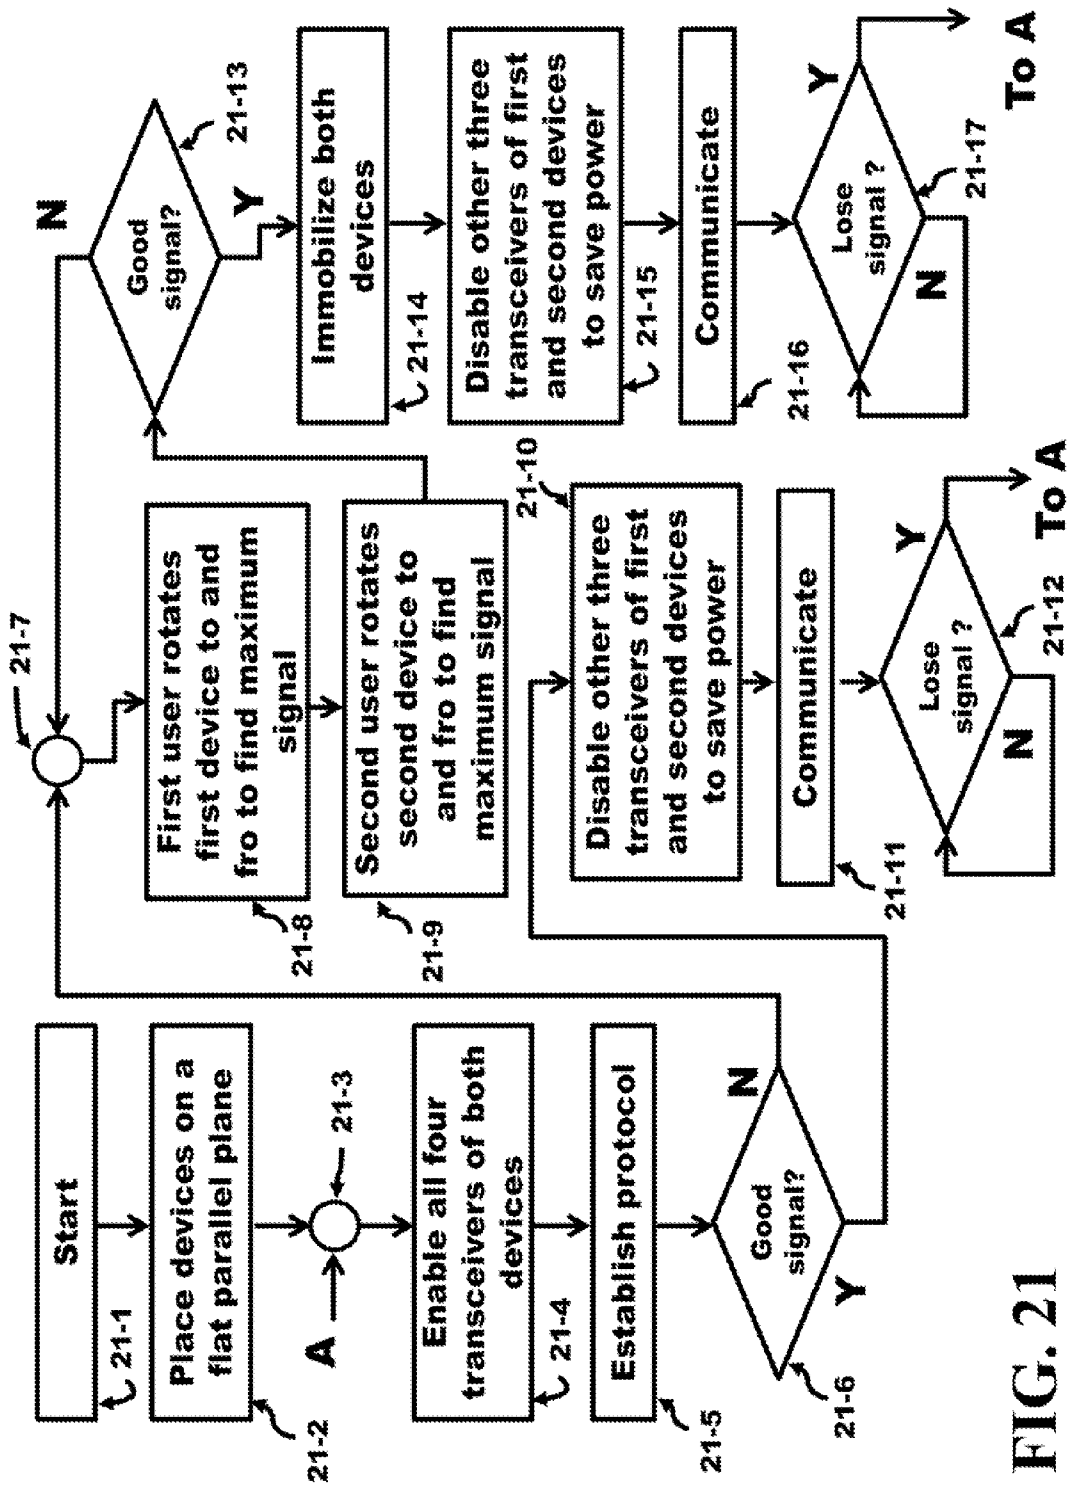 Start
21-1
Place devices on a
flat parallel plane
21-2
A
21-3
Enable all four
transceivers of both
devices
21-4
Establish protocol
21-5
Good
signal?
N
Y
21-6
21-7
First user rotates
first device to and
fro to find maximum
signal
21-8
Second user rotates
second device to
and fro to find
maximum signal
21-9
21-10
Disable other three
transceivers of first
and second devices
to save power
Communicate
21-11
Lose
signal ?
Y
N
21-12
To A
N
Good
signal?
21-13
Y
Immobilize both
devices
21-14
Disable other three
transceivers of first
and second devices
to save power
21-15
Communicate
21-16
Lose
signal ?
Y
N
21-17
To A
FIG. 21